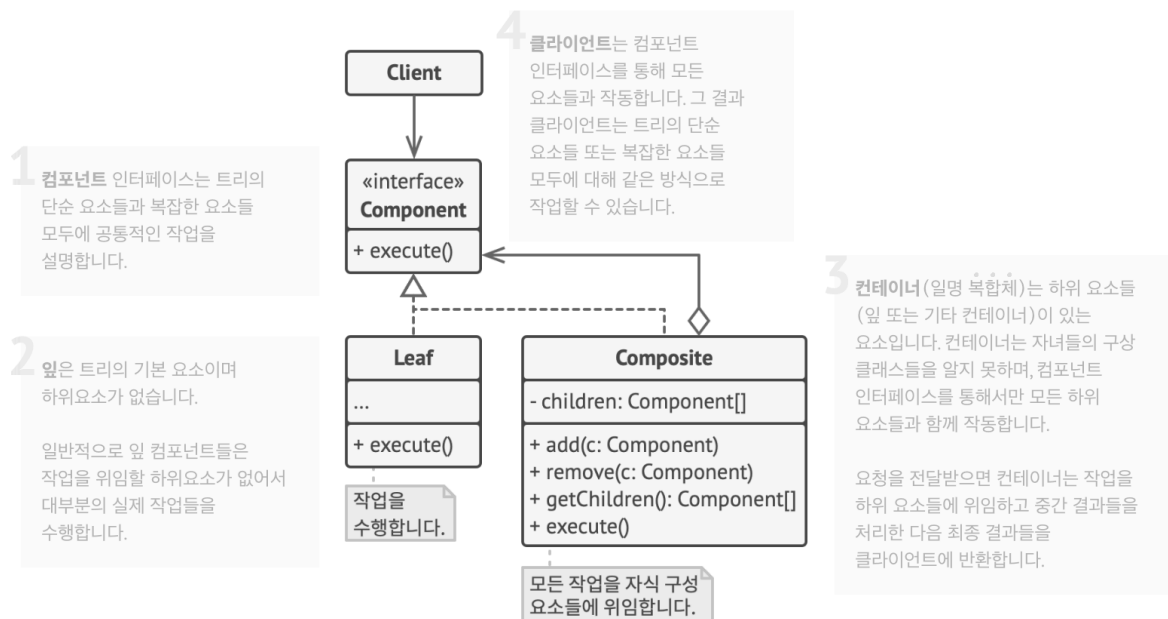 4
클라이언트는 컴포넌트
인터페이스를 통해 모든
요소들과 작동합니다. 그 결과
클라이언트는 트리의 단순
요소들 또는 복잡한 요소들
모두에 대해 같은 방식으로
작업할 수 있습니다.
Client
1
컴포넌트 인터페이스는 트리의
단순 요소들과 복잡한 요소들
모두에 공통적인 작업을
설명합니다.
«interface»
Component
+ execute()
3
컨테이너(일명 복합체)는 하위 요소들
(잎 또는 기타 컨테이너)이 있는
요소입니다. 컨테이너는 자녀들의 구상
클래스들을 알지 못하며, 컴포넌트
인터페이스를 통해서만 모든 하위
요소들과 함께 작동합니다.
요청을 전달받으면 컨테이너는 작업을
하위 요소들에 위임하고 중간 결과들을
처리한 다음 최종 결과들을
클라이언트에 반환합니다.
2
잎은 트리의 기본 요소이며
하위요소가 없습니다.
일반적으로 잎 컴포넌트들은
작업을 위임할 하위요소가 없어서
대부분의 실제 작업들을
수행합니다.
Leaf
...
+ execute()
작업을
수행합니다.
Composite
- children: Component[]
+ add(c: Component)
+ remove(c: Component)
+ getChildren(): Component[]
+ execute()
모든 작업을 자식 구성
요소들에 위임합니다.